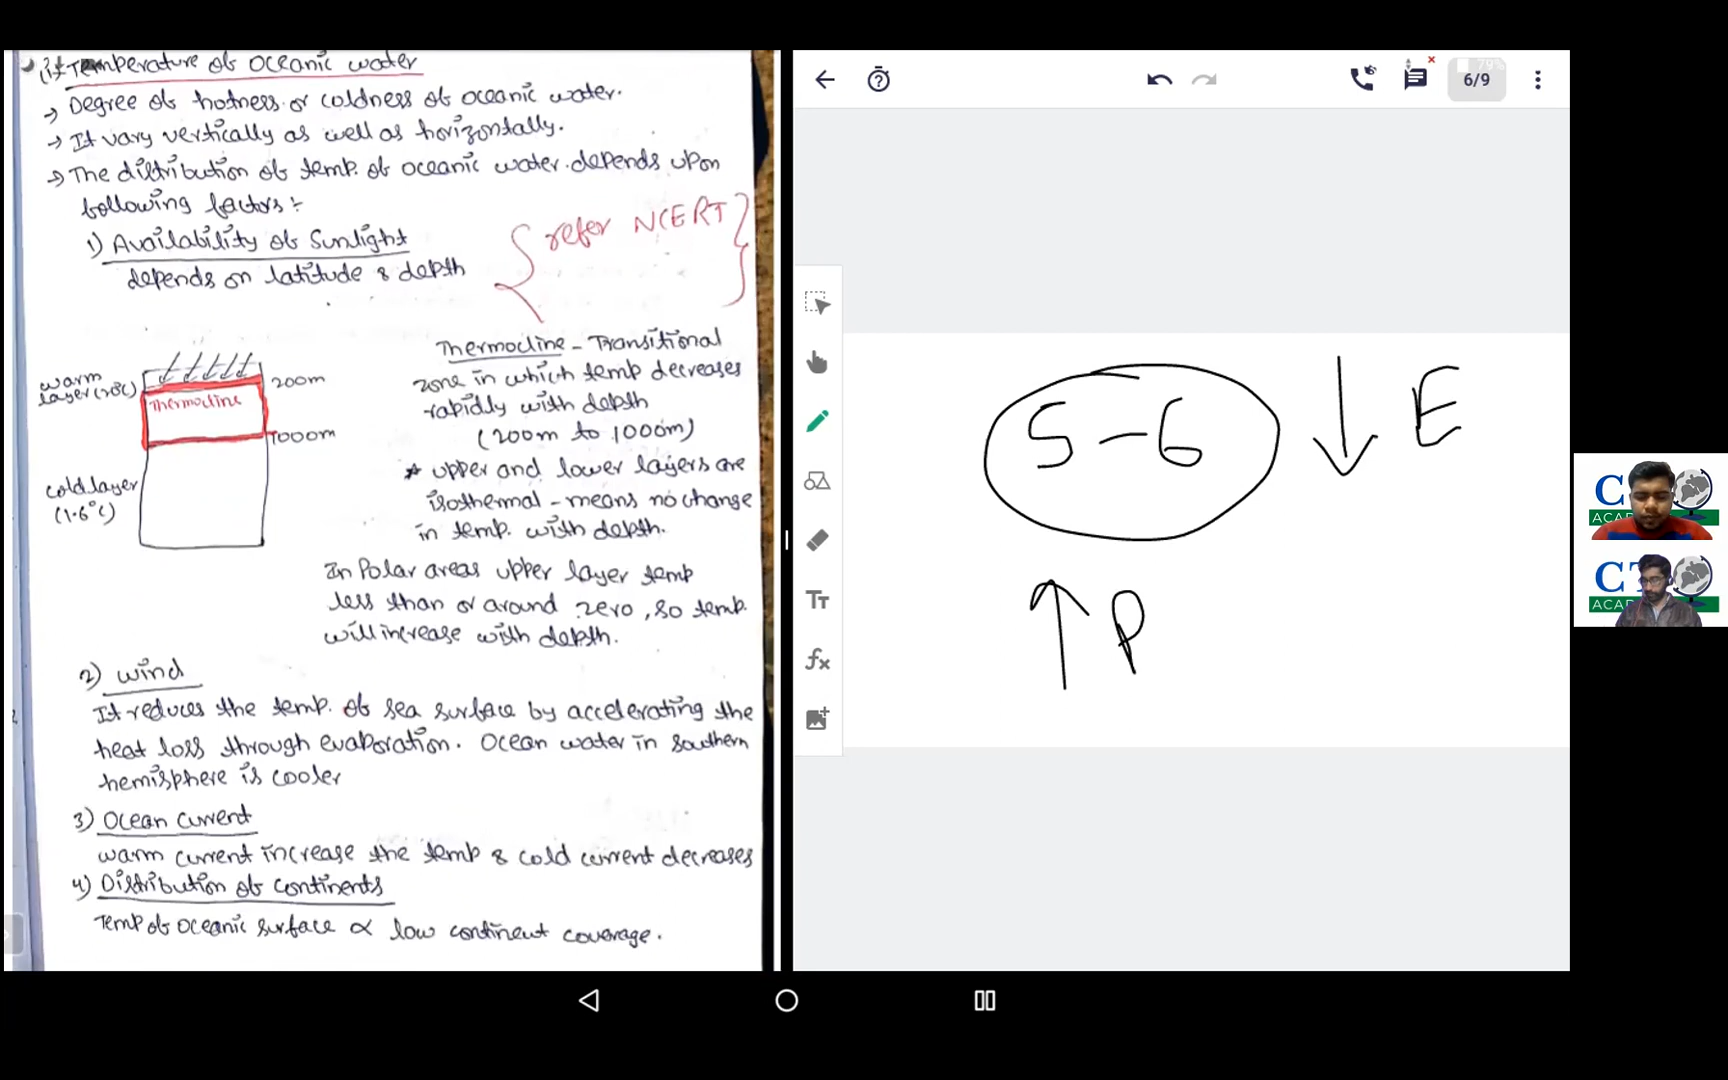 (i) Temperature of Oceanic water
→ Degree of hotness or coldness of oceanic water.
→ It vary vertically as well as horizontally.
→ The distribution of temp. of oceanic water depends upon
following factors:
1) Availability of Sunlight
depends on latitude & depth
{refer NCERT}
warm
layer
Thermocline
200m
1000m
cold layer
(1-6°C)
Thermocline - Transitional
zone in which temp decreases
rapidly with depth
(200m to 1000m)
* upper and lower layers are
isothermal - means no change
in temp. with depth.
In Polar areas upper layer temp
less than or around zero, so temp.
will increase with depth.
2) wind
It reduces the temp. of sea surface by accelerating the
heat loss through evaporation. Ocean water in southern
hemisphere is cooler
3) Ocean Current
warm current increase the temp & cold current decreases
4) Distribution of continents
Temp of oceanic surface ∝ low continent coverage.
79%
6/9
5-6 ↓ E
↑ P
Tт
fx
C
ACAD
C
ACAD